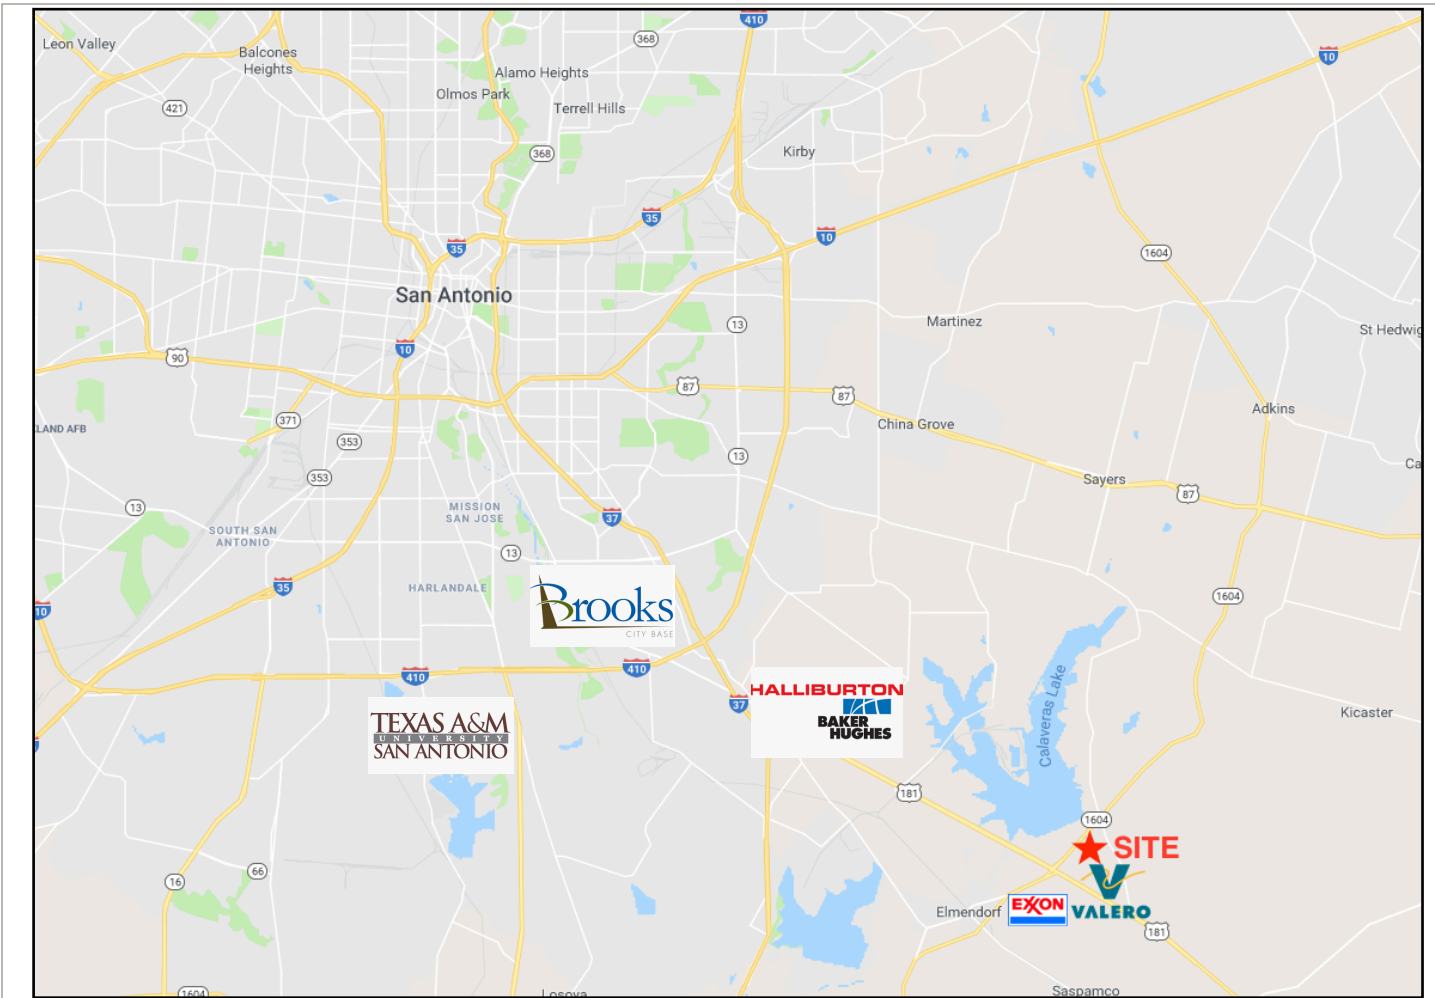 410
368
Leon Valley
Balcones
Heights
10
Alamo Heights
Olmos Park
421
Terrell Hills
Kirby
368
35
10
35
1604
San Antonio
Martinez
13
St Hedwig
10
90
87
87
Adkins
371
China Grove
LAND AFB
353
13
Ca
353
Sayers
87
MISSION
SAN JOSE
13
37
SOUTH SAN
ANTONIO
13
35
HARLANDALE
Brooks
CITY BASE
1604
10
410
410
Calaveras Lake
HALLIBURTON
BAKER
HUGHES
37
TEXAS A&M
UNIVERSITY
SAN ANTONIO
Kicaster
181
1604
SITE
66
16
Elmendorf
EXXON
VALERO
181
1604
Losoya
Saspamco